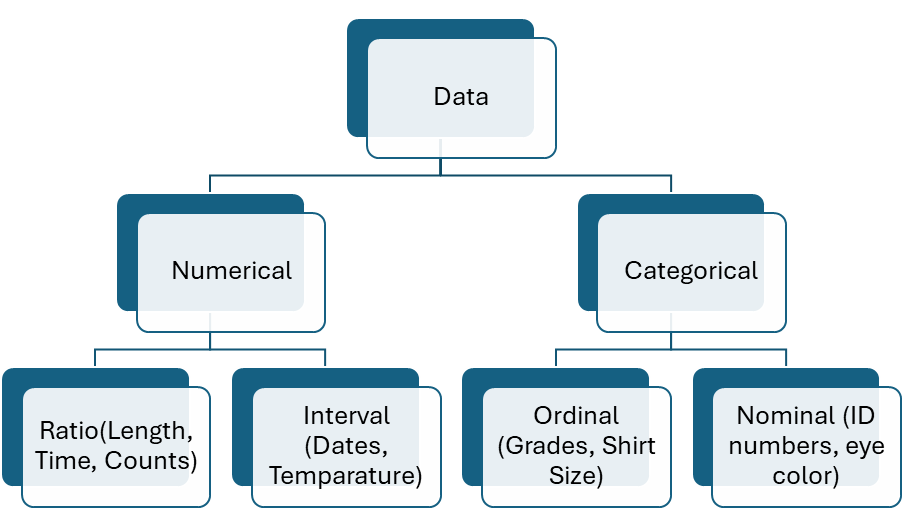 Data
Numerical
Categorical
Ratio(Length,
Time, Counts)
Interval
(Dates,
Temparature)
Ordinal
(Grades, Shirt
Size)
Nominal (ID
numbers, eye
color)